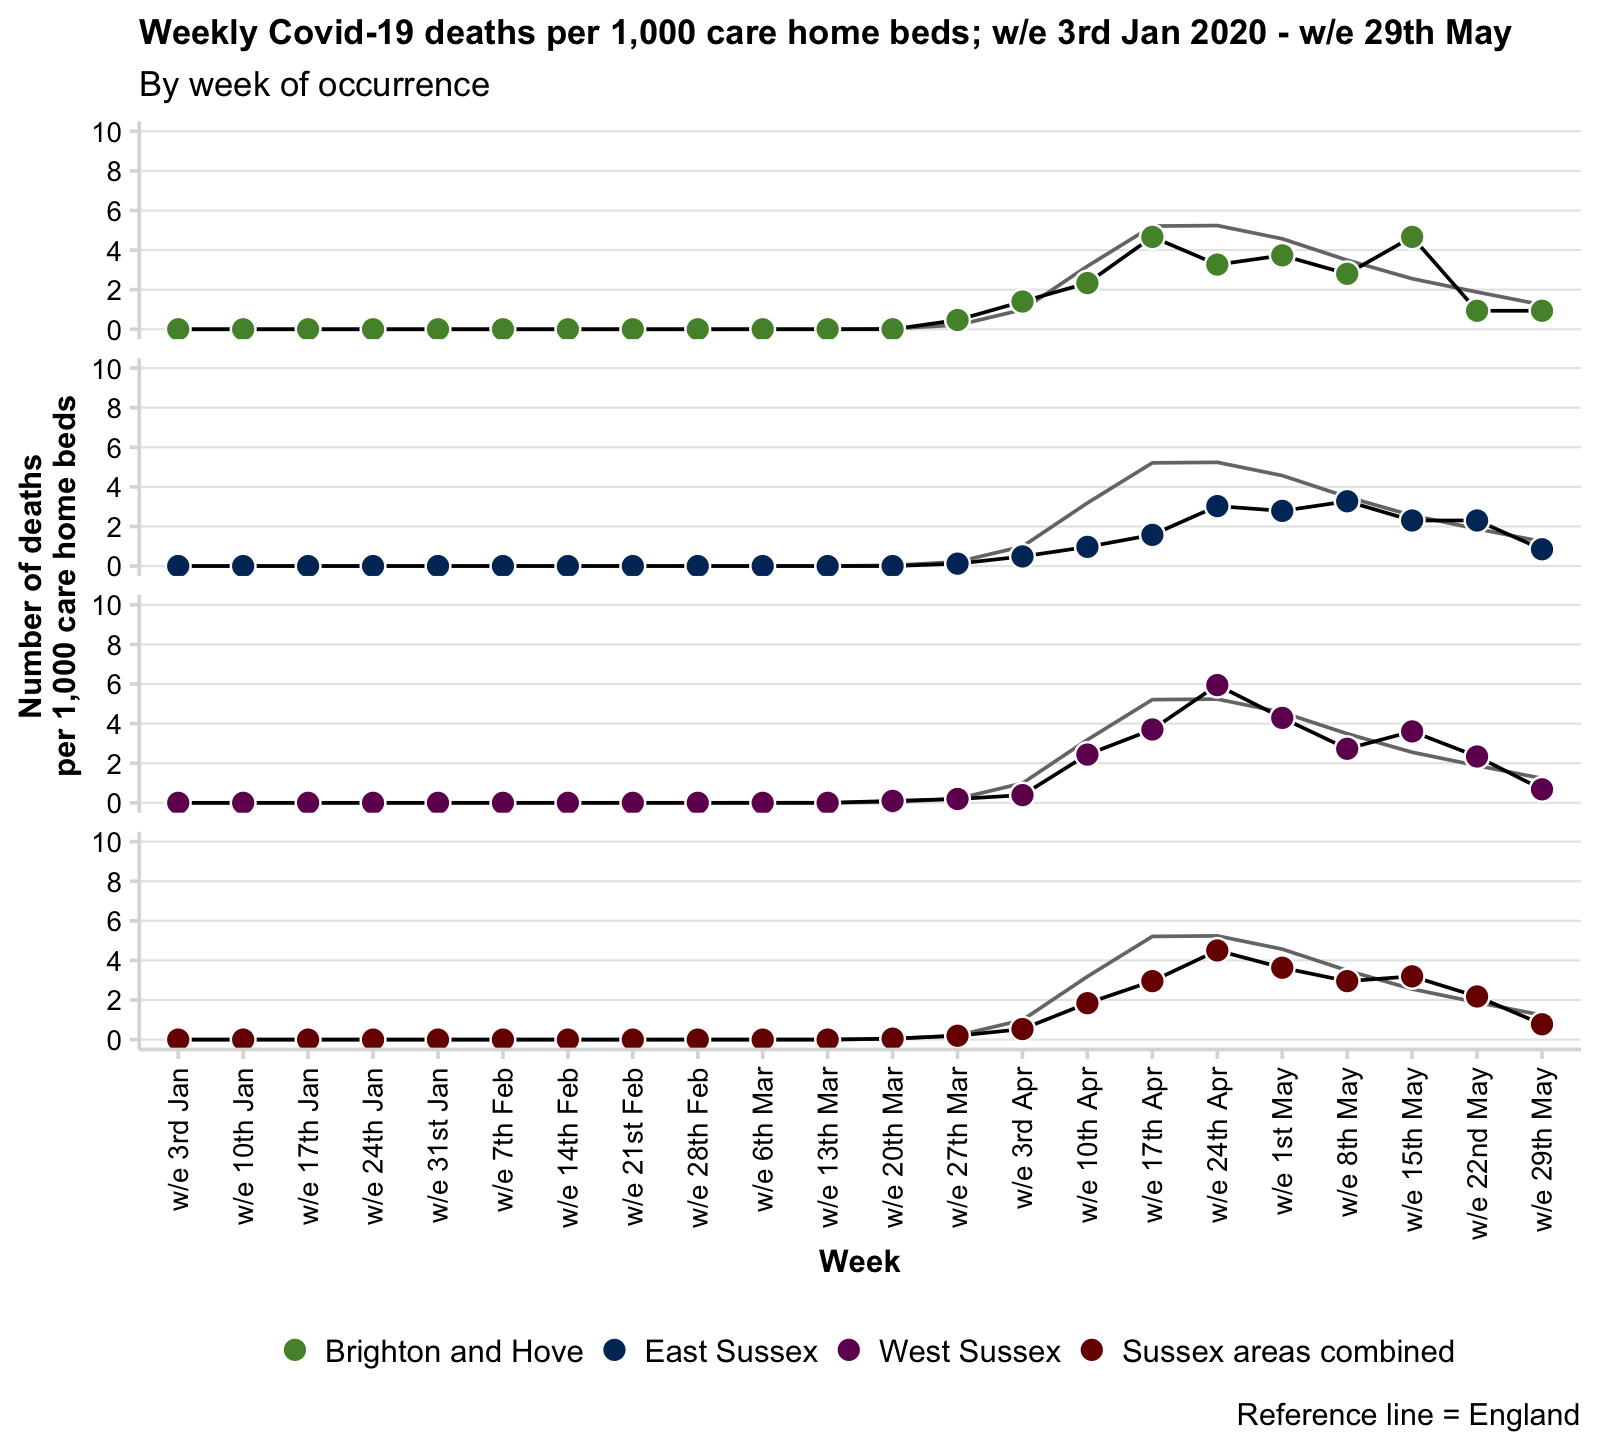 Weekly Covid-19 deaths per 1,000 care home beds; w/e 3rd Jan 2020 - w/e 29th May
By week of occurrence
Number of deaths
per 1,000 care home beds
10
8
6
4
2
0
10
8
6
4
2
0
10
8
6
4
2
0
10
8
6
4
2
0
w/e 3rd Jan
w/e 10th Jan
w/e 17th Jan
w/e 24th Jan
w/e 31st Jan
w/e 7th Feb
w/e 14th Feb
w/e 21st Feb
w/e 28th Feb
w/e 6th Mar
w/e 13th Mar
w/e 20th Mar
w/e 27th Mar
w/e 3rd Apr
w/e 10th Apr
w/e 17th Apr
w/e 24th Apr
w/e 1st May
w/e 8th May
w/e 15th May
w/e 22nd May
w/e 29th May
Week
Brighton and Hove East Sussex West Sussex Sussex areas combined
Reference line = England